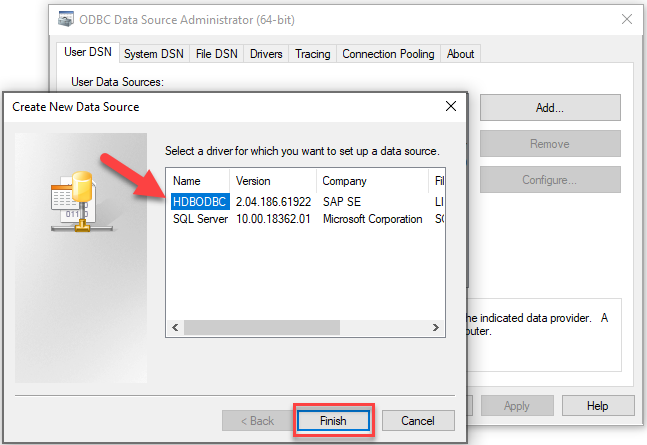 ODBC Data Source Administrator (64-bit)
User DSN System DSN File DSN Drivers Tracing Connection Pooling About
User Data Sources:
Add...
Remove
Configure...
he indicated data provider. A
puter.
Apply Help
Create New Data Source
Select a driver for which you want to set up a data source.
Name Version Company Fil
HDBODBC 2.04.186.61922 SAP SE LI
SQL Server 10.00.18362.01 Microsoft Corporation SC
01110
< Back Finish Cancel